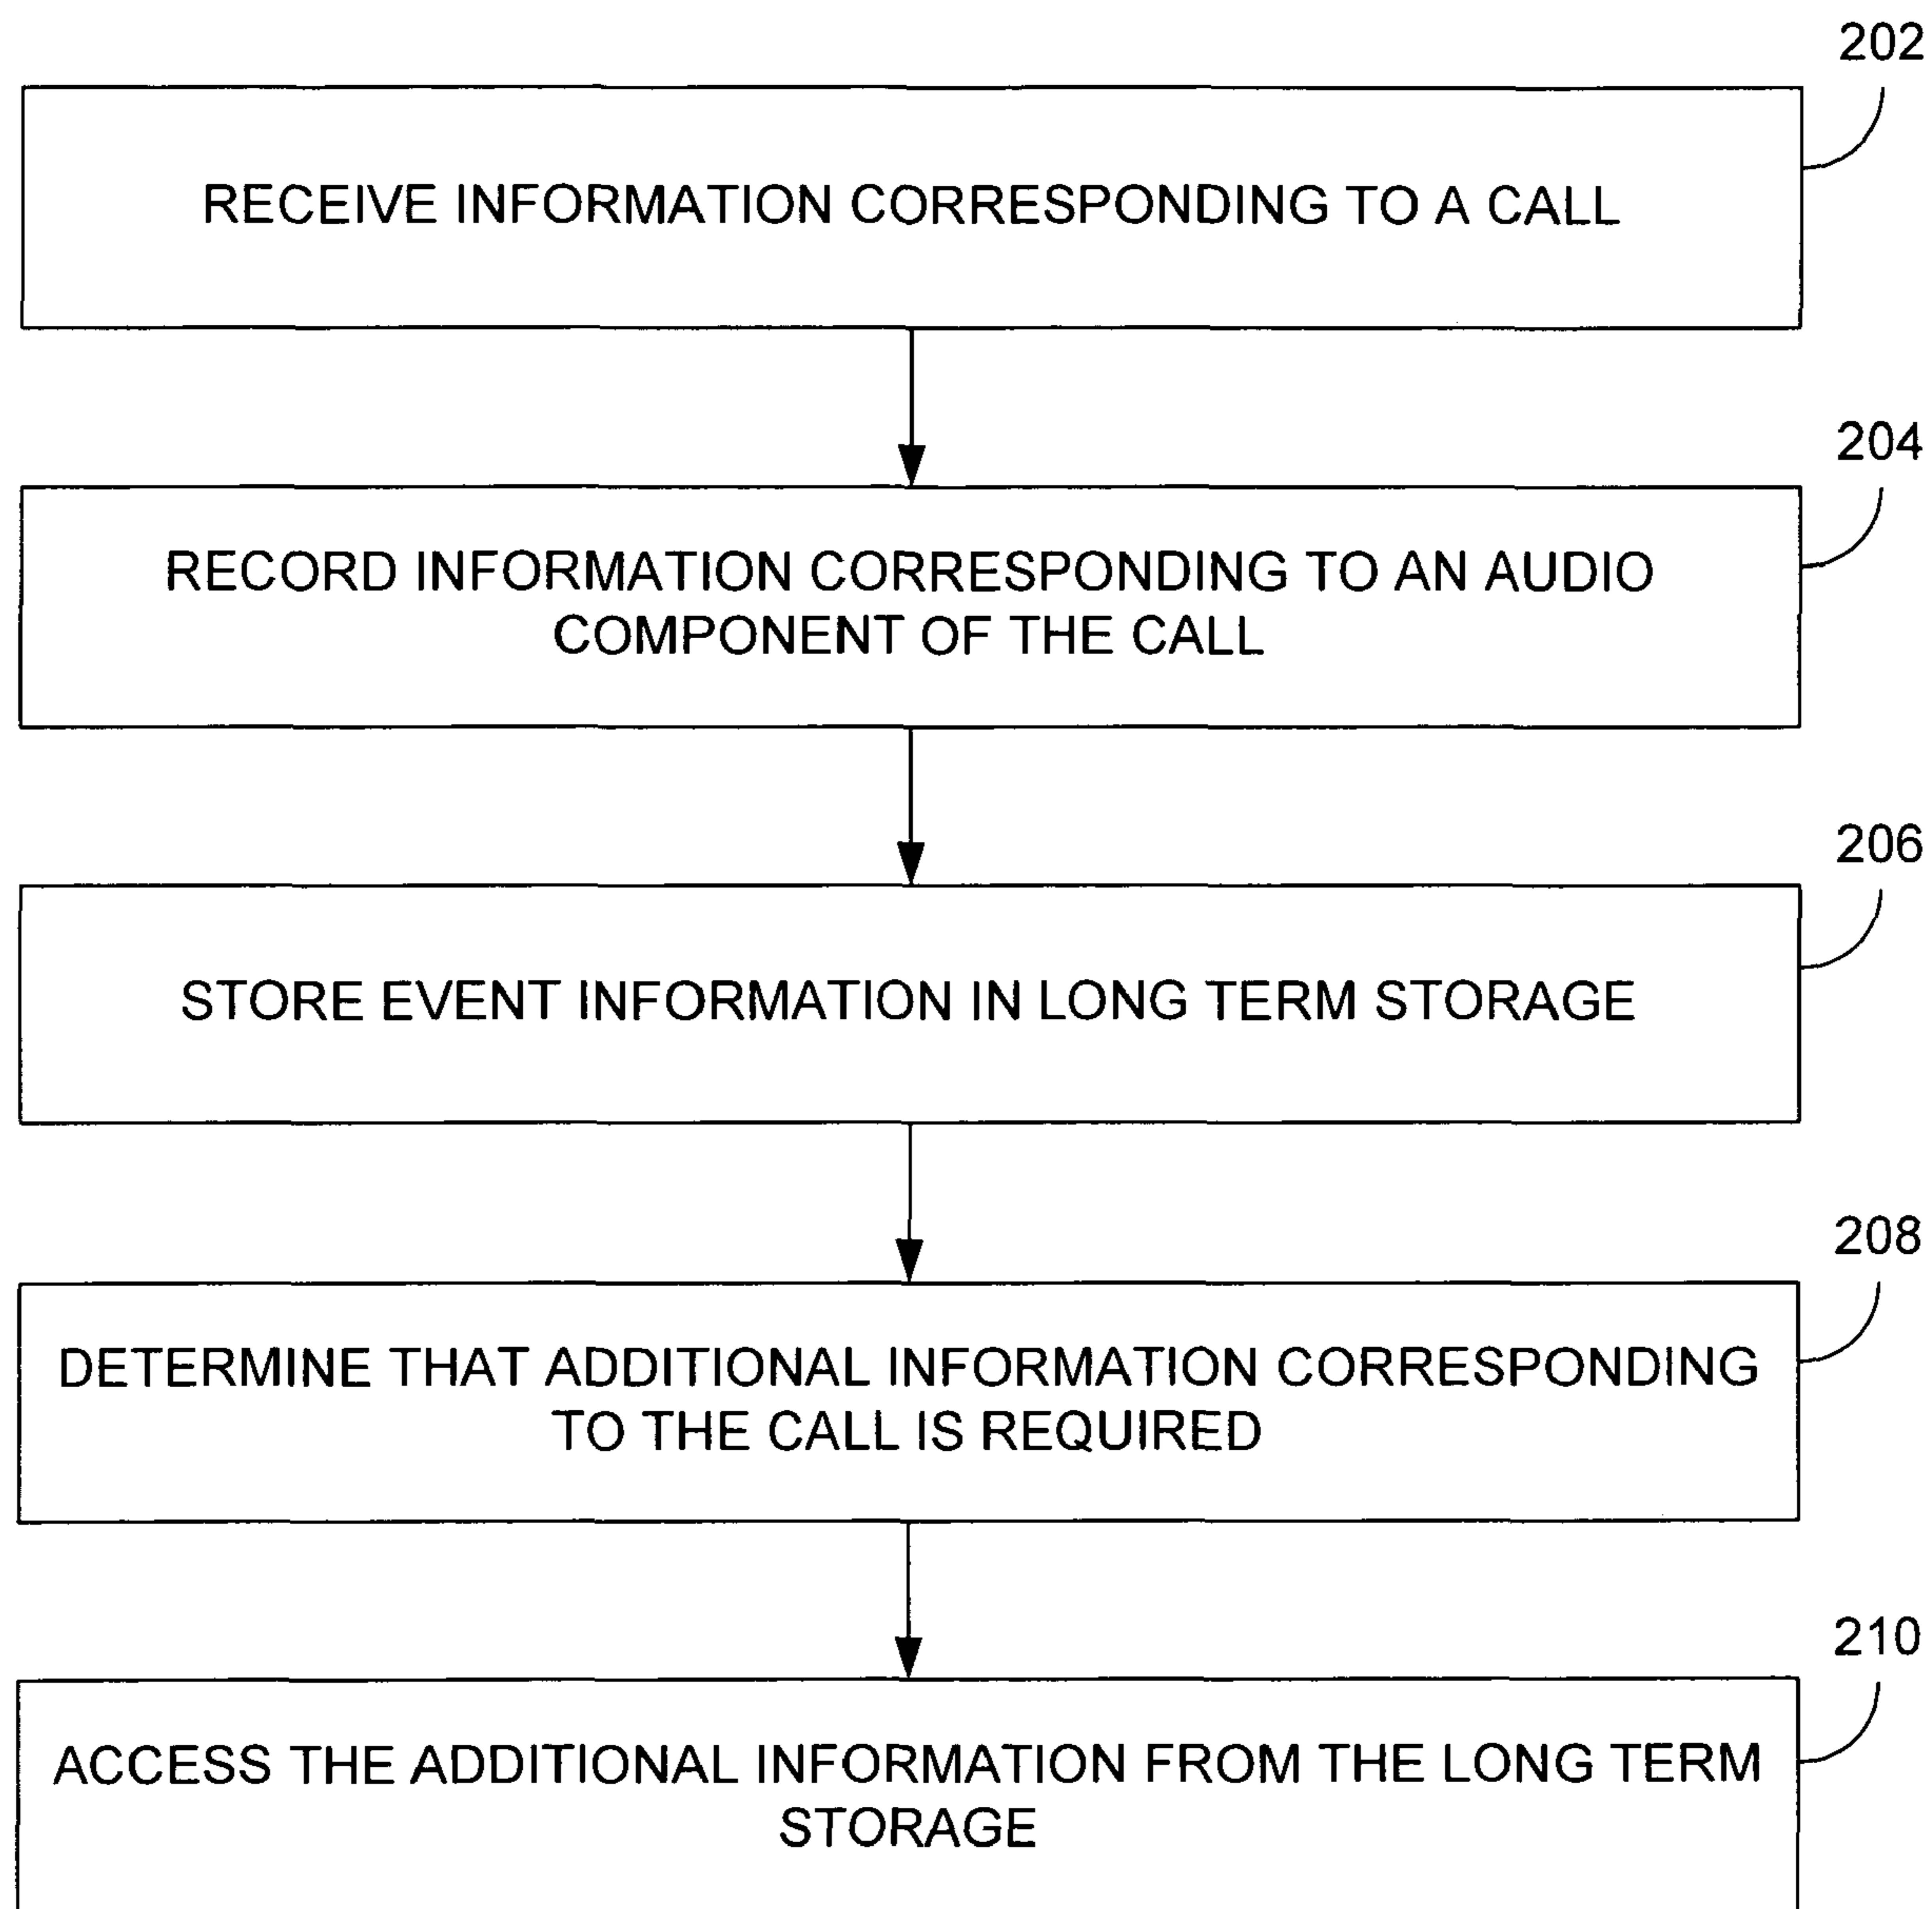 202
RECEIVE INFORMATION CORRESPONDING TO A CALL
204
RECORD INFORMATION CORRESPONDING TO AN AUDIO
COMPONENT OF THE CALL
206
STORE EVENT INFORMATION IN LONG TERM STORAGE
208
DETERMINE THAT ADDITIONAL INFORMATION CORRESPONDING
TO THE CALL IS REQUIRED
210
ACCESS THE ADDITIONAL INFORMATION FROM THE LONG TERM
STORAGE